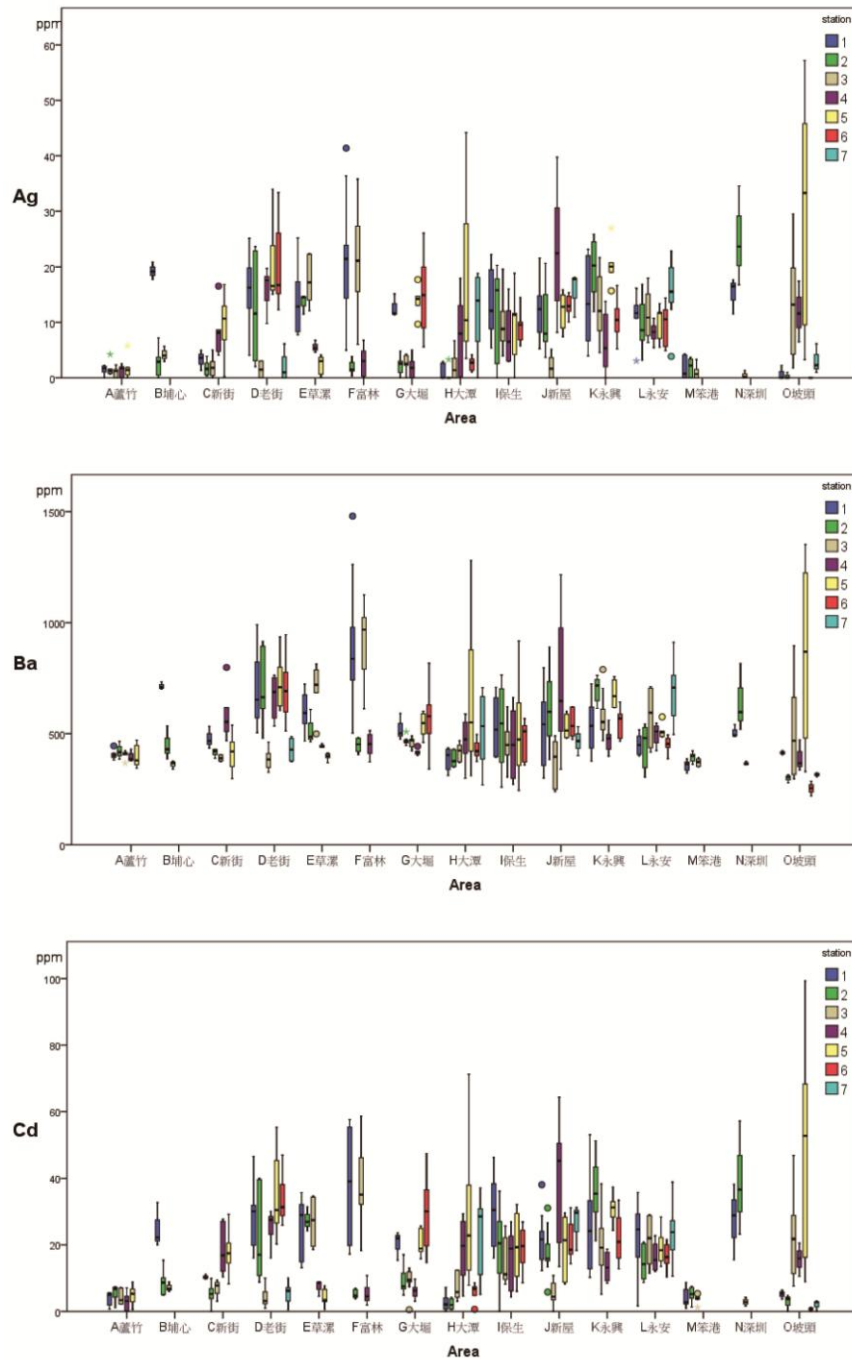 ppm
station
1
2
3
4
5
6
7
60
50
40
30
20
10
0
Ag
A蘆竹 B埔心 C新街 D老街 E草漯 F富林 G大堀 H大潭 I保生 J新屋 K永興 L永安 M笨港 N深圳 O坡頭
Area
ppm
station
1
2
3
4
5
6
7
1500
1000
500
0
Ba
A蘆竹 B埔心 C新街 D老街 E草漯 F富林 G大堀 H大潭 I保生 J新屋 K永興 L永安 M笨港 N深圳 O坡頭
Area
ppm
station
1
2
3
4
5
6
7
100
80
60
40
20
0
Cd
A蘆竹 B埔心 C新街 D老街 E草漯 F富林 G大堀 H大潭 I保生 J新屋 K永興 L永安 M笨港 N深圳 O坡頭
Area